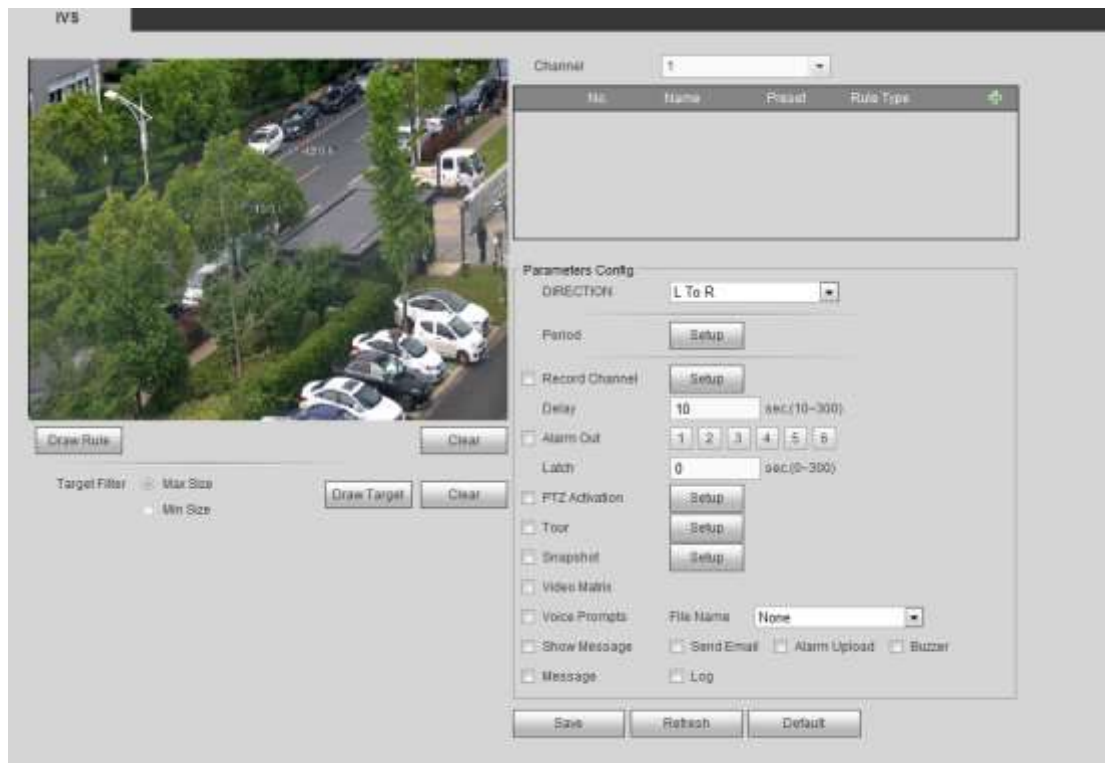 IVS
Channel 1
No. Name Preset Rule Type
Parameters Config
DIRECTION L To R
Period Setup
Record Channel Setup
Delay 10 sec.(10~300)
Draw Rule Clear
Alarm Out 1 2 3 4 5 6
Latch 0 sec.(0~300)
Target Filter Max Size Draw Target Clear
Min Size
PTZ Activation Setup
Tour Setup
Snapshot Setup
Video Matrix
Voice Prompts File Name None
Show Message Send Email Alarm Upload Buzzer
Message Log
Save Refresh Default